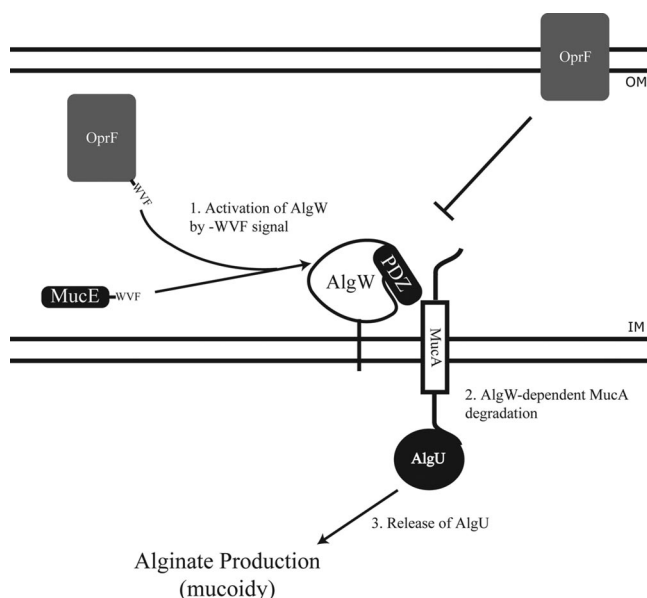 OprF
OM
OprF
WVF
1. Activation of AlgW
by -WVF signal
PDZ
AlgW
MucE
-WVF
IM
MucA
2. AlgW-dependent MucA
degradation
AlgU
3. Release of AlgU
Alginate Production
(mucoidy)